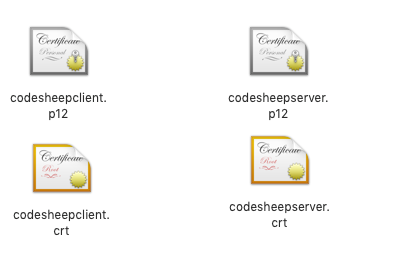 Certificate
Personal
codesheepclient.
p12
Certificate
Personal
codesheepserver.
p12
Certificate
Root
codesheepclient.
crt
Certificate
Root
codesheepserver.
crt